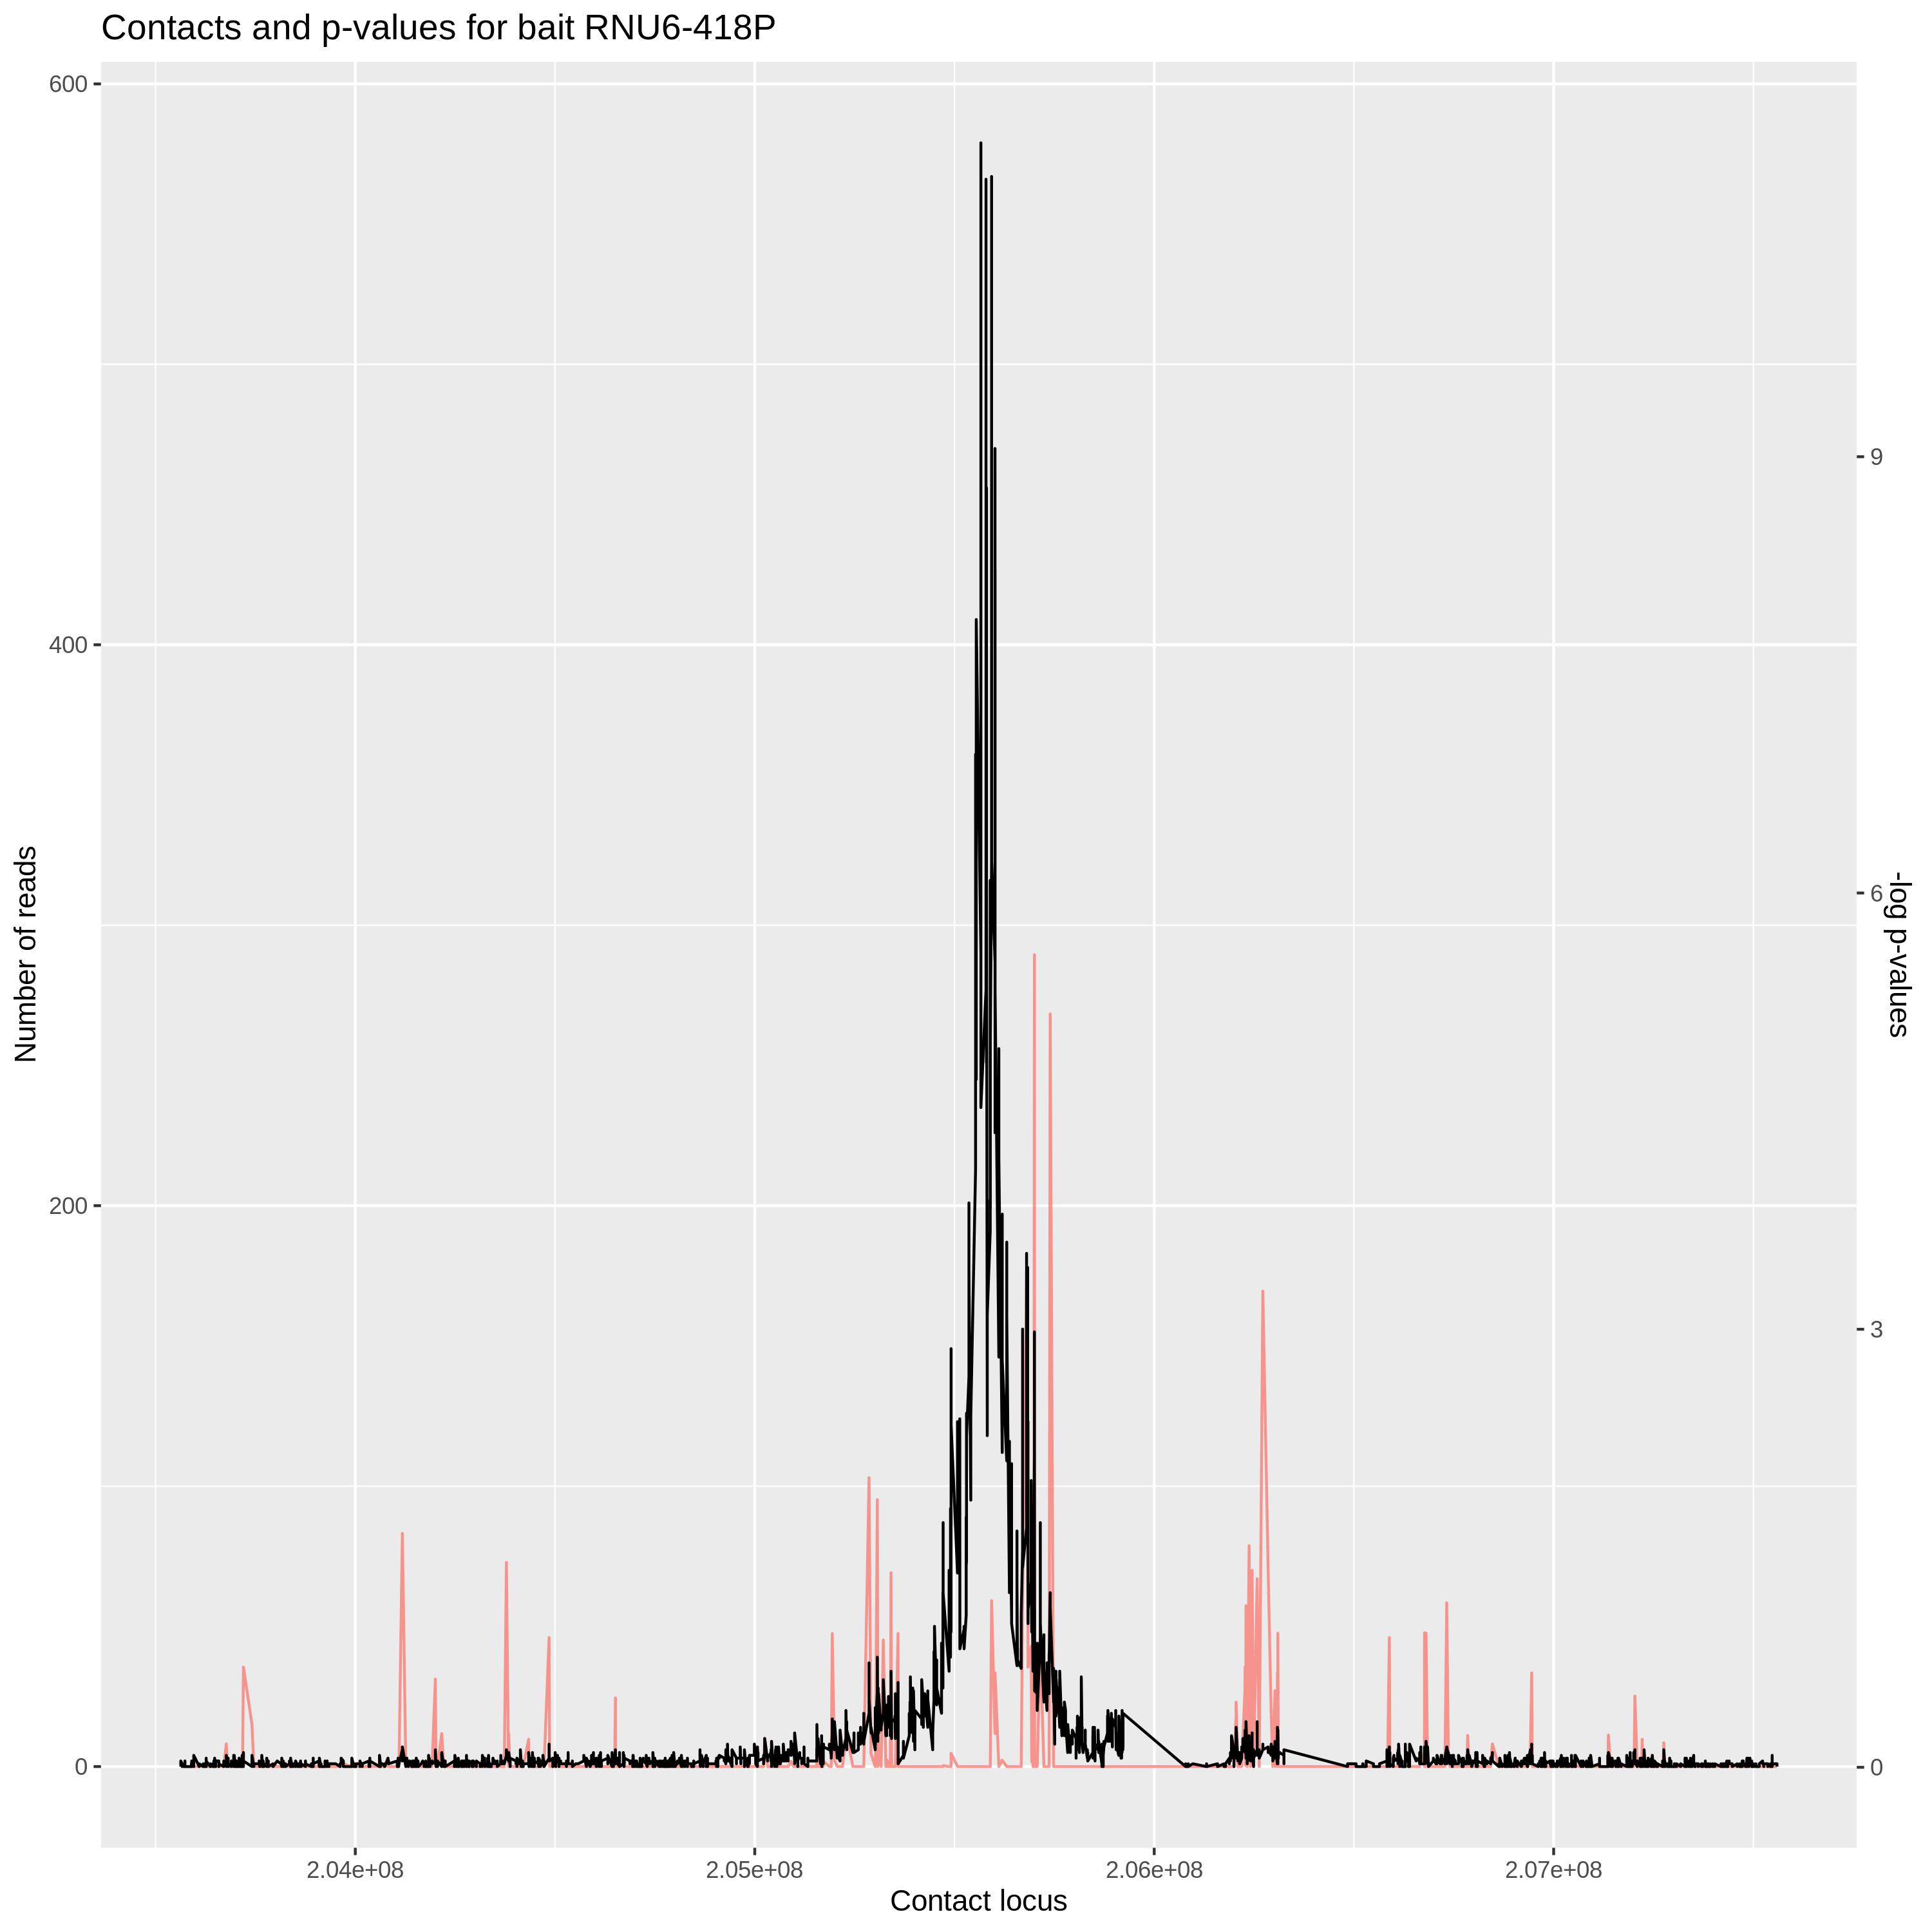 Contacts and p-values for bait RNU6-418P
600
400
200
0
9
6
3
0
Number of reads
-log p-values
2.04e+08
2.05e+08
2.06e+08
2.07e+08
Contact locus